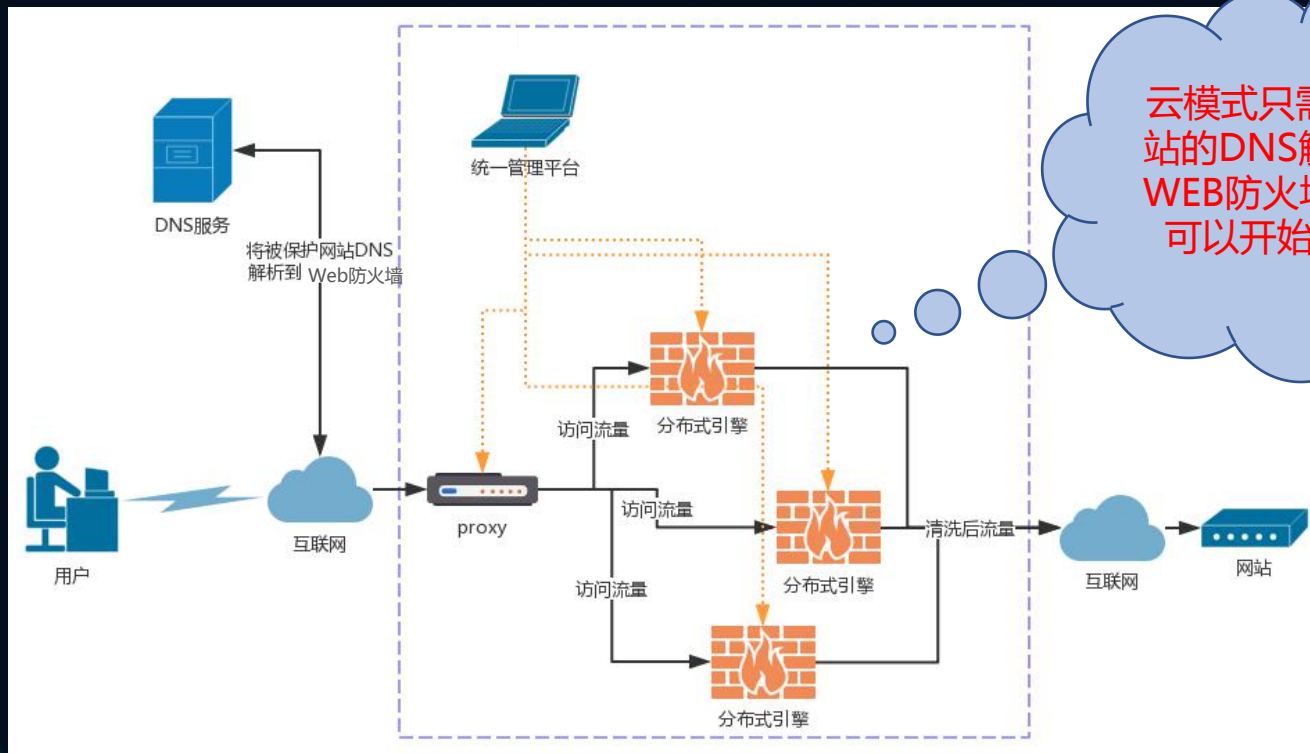 云模式只需
站的DNS解
WEB防火墙
可以开始
统一管理平台
DNS服务
将被保护网站DNS
解析到 Web防火墙
访问流量
分布式引擎
访问流量
proxy
清洗后流量
互联网
用户
访问流量
分布式引擎
互联网
网站
分布式引擎